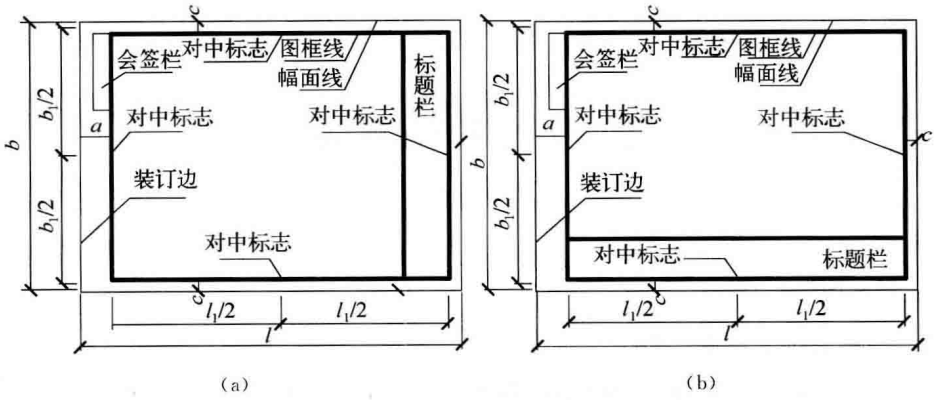 c
对中标志
图框线
幅面线
会签栏
标题栏
b₁/2
a
对中标志
对中标志
b
装订边
b₁/2
对中标志
c
l₁/2
l₁/2
l
(a)
c
对中标志
图框线
幅面线
会签栏
b₁/2
a
对中标志
对中标志
c
b
装订边
b₁/2
对中标志
标题栏
c
l₁/2
l₁/2
l
(b)